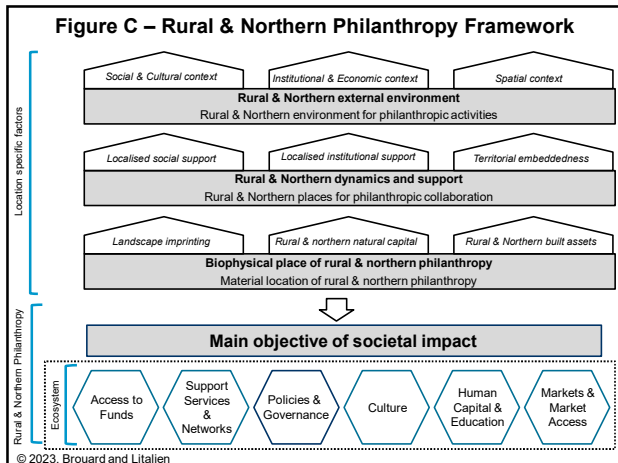 Figure C – Rural & Northern Philanthropy Framework
Location specific factors
Social & Cultural context
Institutional & Economic context
Spatial context
Rural & Northern external environment
Rural & Northern environment for philanthropic activities
Localised social support
Localised institutional support
Territorial embeddedness
Rural & Northern dynamics and support
Rural & Northern places for philanthropic collaboration
Landscape imprinting
Rural & northern natural capital
Rural & Northern built assets
Biophysical place of rural & northern philanthropy
Material location of rural & northern philanthropy
Rural & Northern Philanthropy
Main objective of societal impact
Ecosystem
Access to
Funds
Support
Services
&
Networks
Policies &
Governance
Culture
Human
Capital &
Education
Markets &
Market
Access
© 2023, Brouard and Litalien